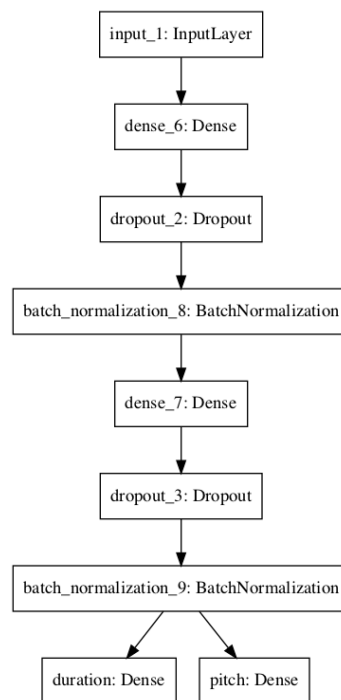 input_1: InputLayer
dense_6: Dense
dropout_2: Dropout
batch_normalization_8: BatchNormalization
dense_7: Dense
dropout_3: Dropout
batch_normalization_9: BatchNormalization
duration: Dense
pitch: Dense